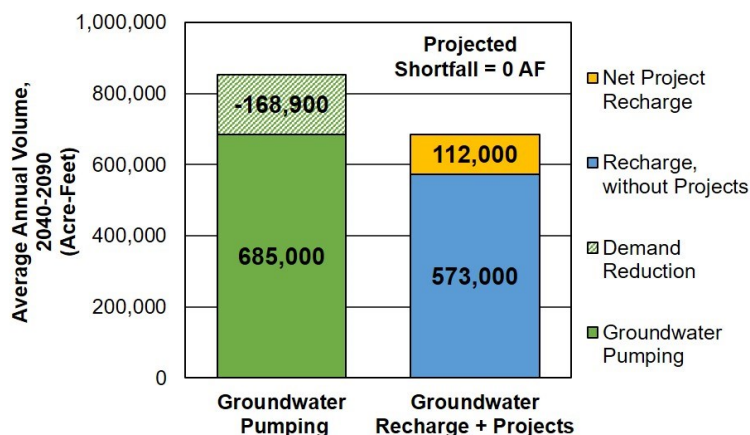 Average Annual Volume,
2040-2090
(Acre-Feet)
1,000,000
800,000
600,000
400,000
200,000
0
Projected
Shortfall = 0 AF
-168,900
685,000
112,000
573,000
Groundwater
Pumping
Groundwater
Recharge + Projects
Net Project
Recharge
Recharge,
without Projects
Demand
Reduction
Groundwater
Pumping